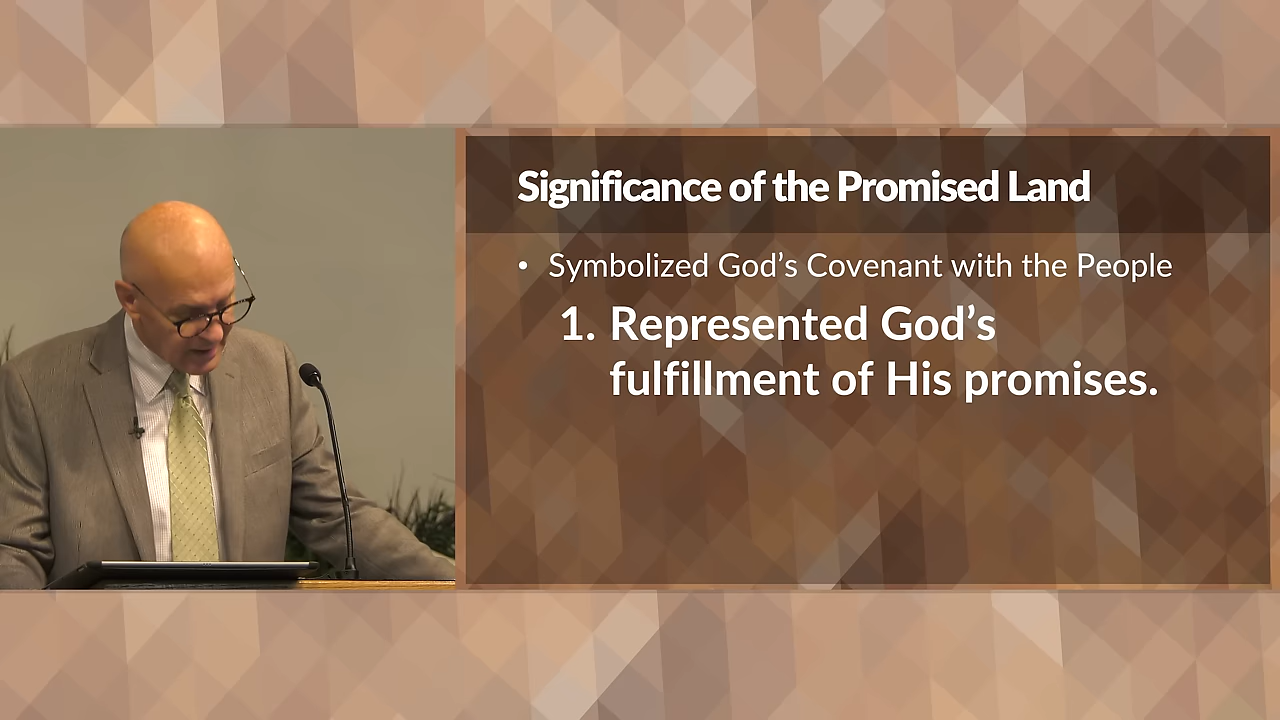 Significance of the Promised Land
• Symbolized God’s Covenant with the People
1. Represented God’s
fulfillment of His promises.